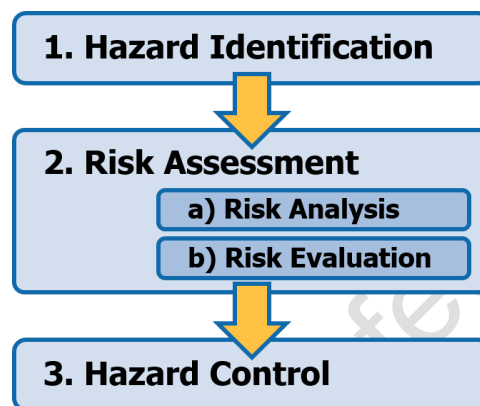 1. Hazard Identification
2. Risk Assessment
a) Risk Analysis
b) Risk Evaluation
3. Hazard Control